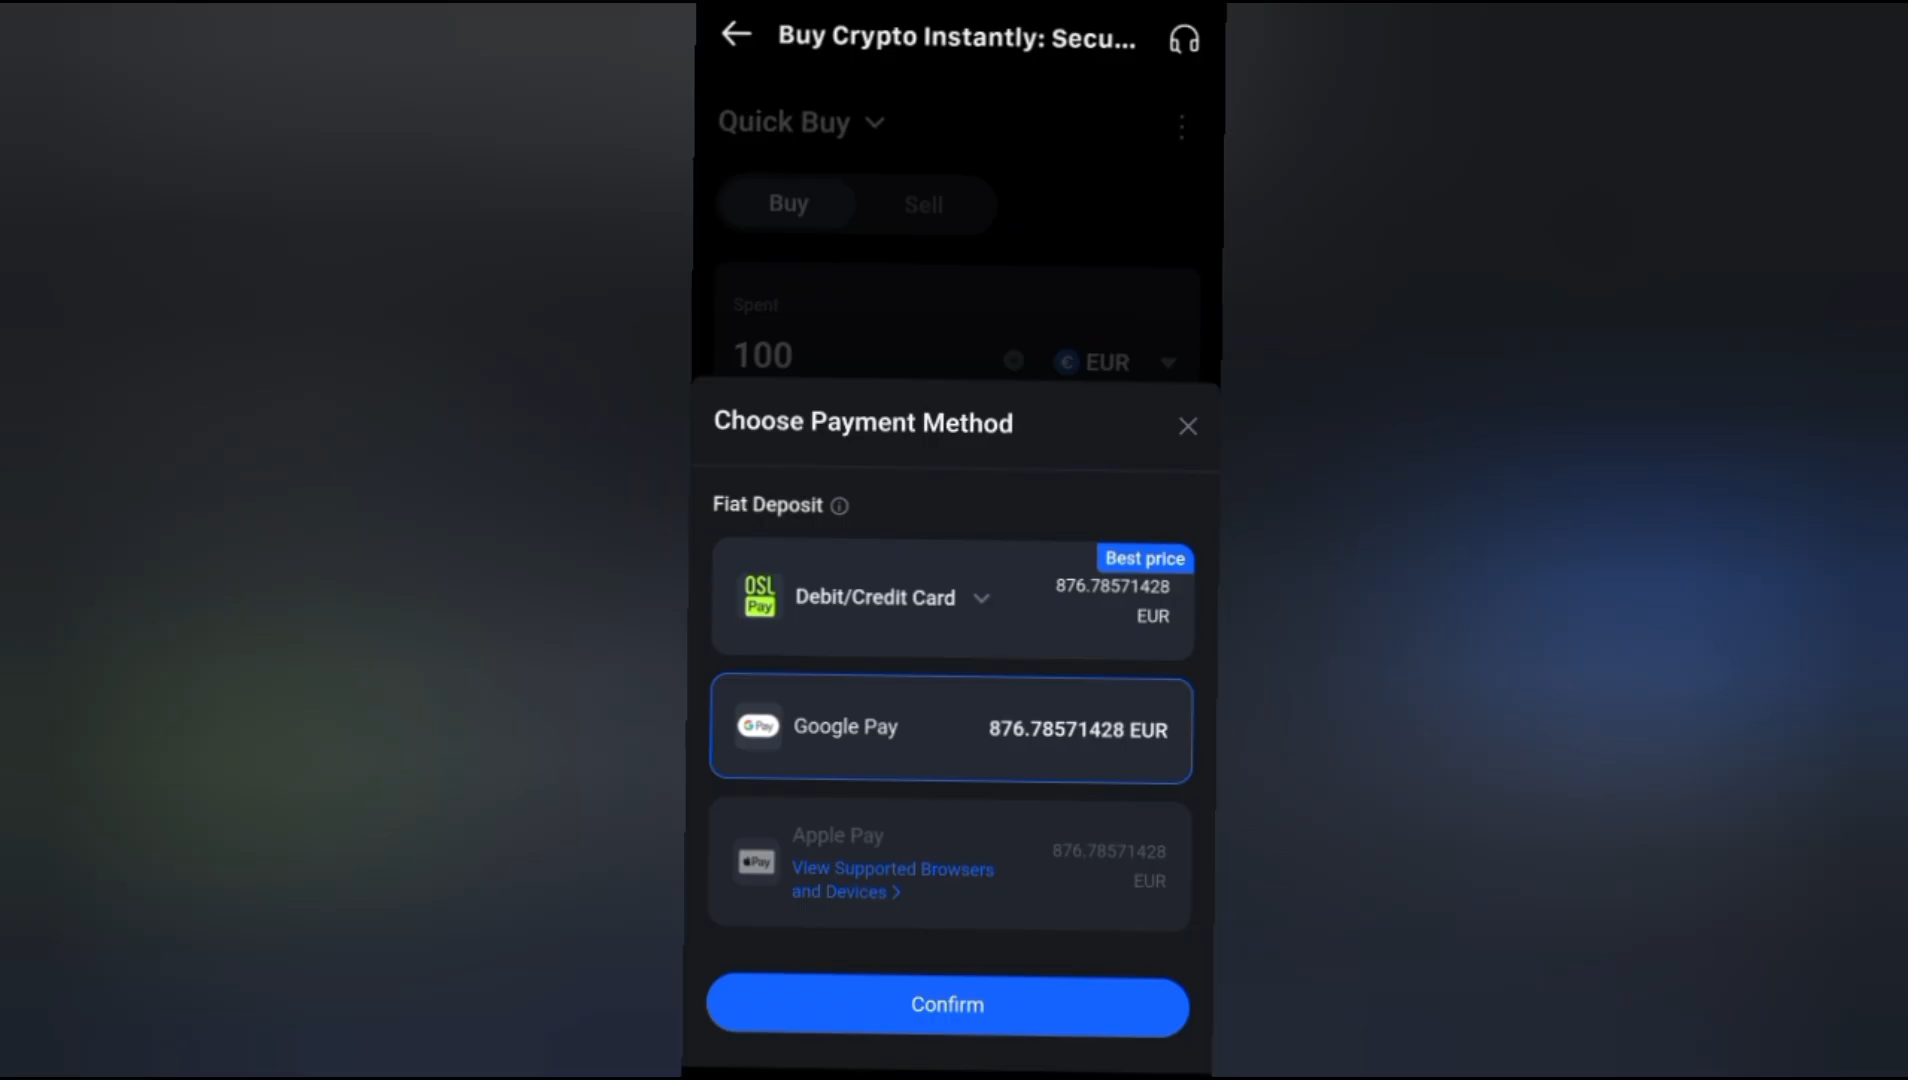 Buy Crypto Instantly: Secu...
Quick Buy
Buy Sell
Spent
100 € EUR
Choose Payment Method
Fiat Deposit
Best price
OSL
Pay
Debit/Credit Card
876.78571428
EUR
G Pay
Google Pay
876.78571428 EUR
Apple Pay
Pay
View Supported Browsers
and Devices >
876.78571428
EUR
Confirm